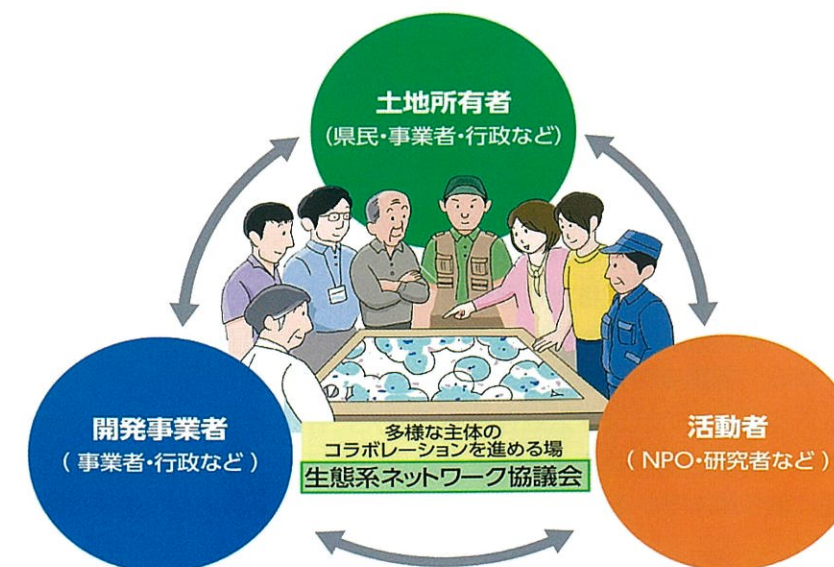 土地所有者
(県民・事業者・行政など)
開発事業者
( 事業者・行政など )
多様な主体の
コラボレーションを進める場
生態系ネットワーク協議会
活動者
( NPO・研究者など )